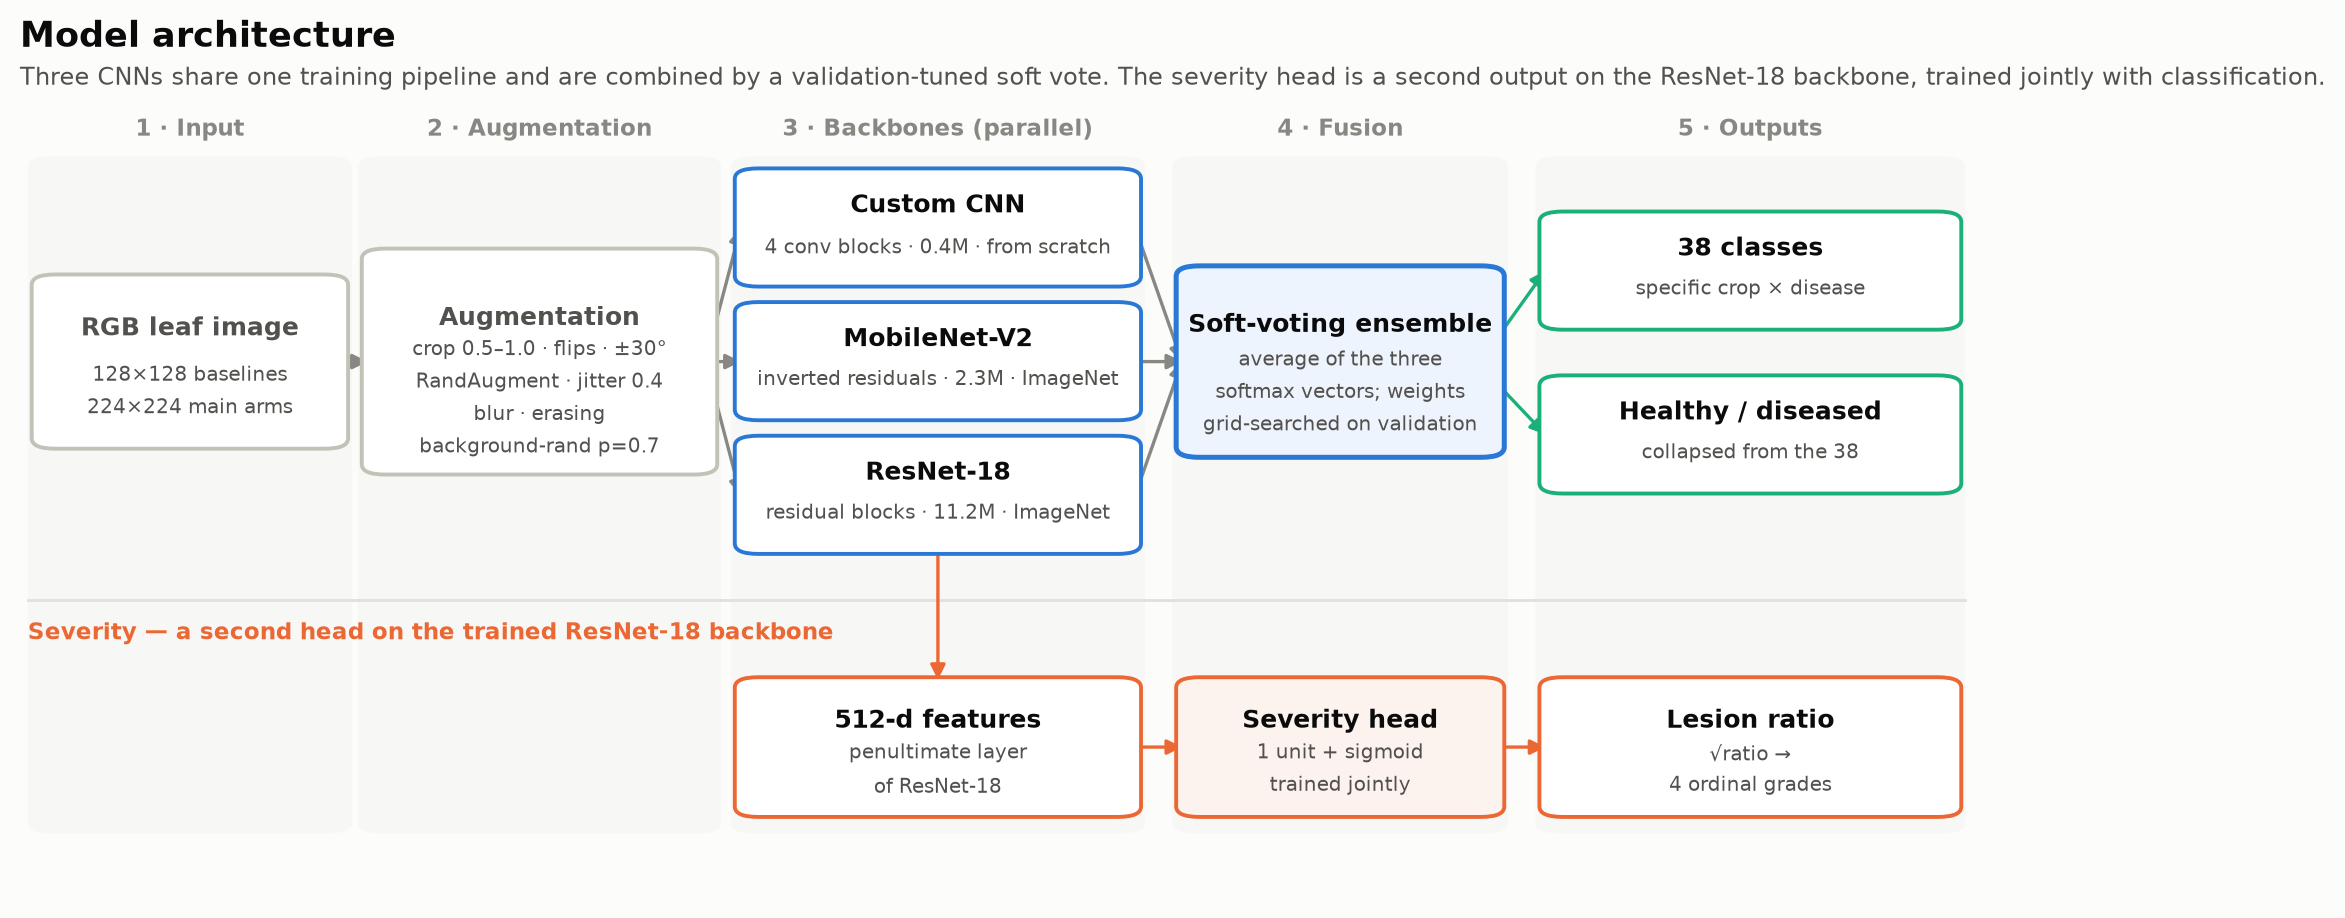 Model architecture
Three CNNs share one training pipeline and are combined by a validation-tuned soft vote. The severity head is a second output on the ResNet-18 backbone, trained jointly with classification.
1 · Input
2 · Augmentation
3 · Backbones (parallel)
4 · Fusion
5 · Outputs
RGB leaf image
128×128 baselines
224×224 main arms
Augmentation
crop 0.5–1.0 · flips · ±30°
RandAugment · jitter 0.4
blur · erasing
background-rand p=0.7
Custom CNN
4 conv blocks · 0.4M · from scratch
MobileNet-V2
inverted residuals · 2.3M · ImageNet
ResNet-18
residual blocks · 11.2M · ImageNet
Soft-voting ensemble
average of the three
softmax vectors; weights
grid-searched on validation
38 classes
specific crop × disease
Healthy / diseased
collapsed from the 38
Severity — a second head on the trained ResNet-18 backbone
512-d features
penultimate layer
of ResNet-18
Severity head
1 unit + sigmoid
trained jointly
Lesion ratio
√ratio →
4 ordinal grades